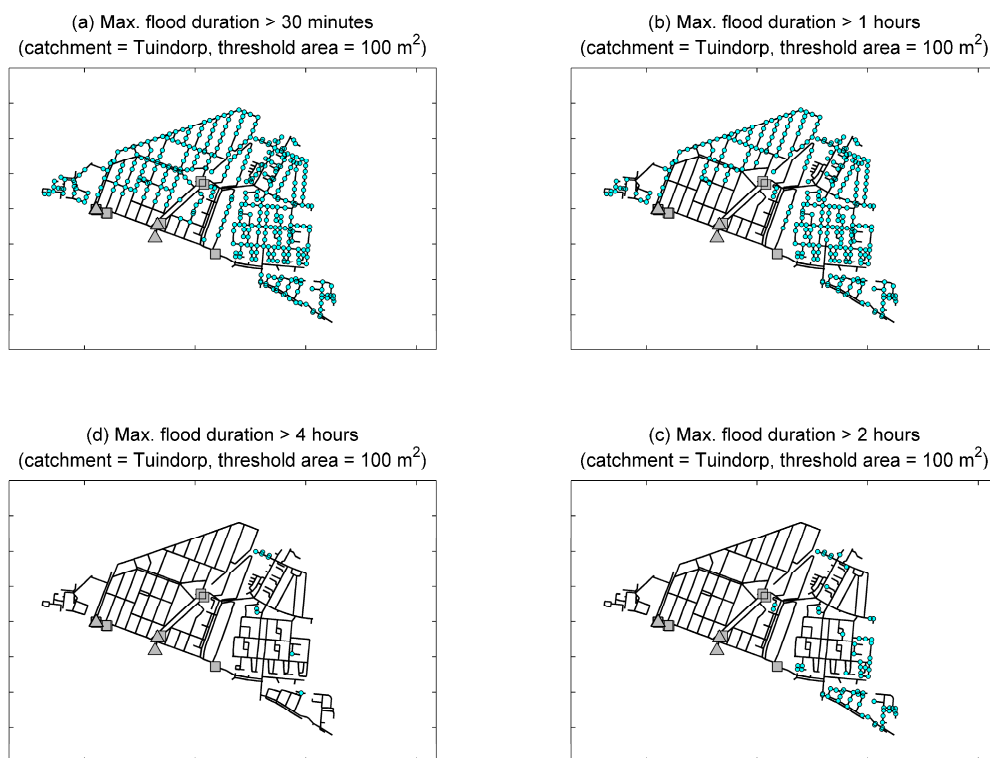 (a) Max. flood duration > 30 minutes
(catchment = Tuindorp, threshold area = 100 m²)
(b) Max. flood duration > 1 hours
(catchment = Tuindorp, threshold area = 100 m²)
(d) Max. flood duration > 4 hours
(catchment = Tuindorp, threshold area = 100 m²)
(c) Max. flood duration > 2 hours
(catchment = Tuindorp, threshold area = 100 m²)